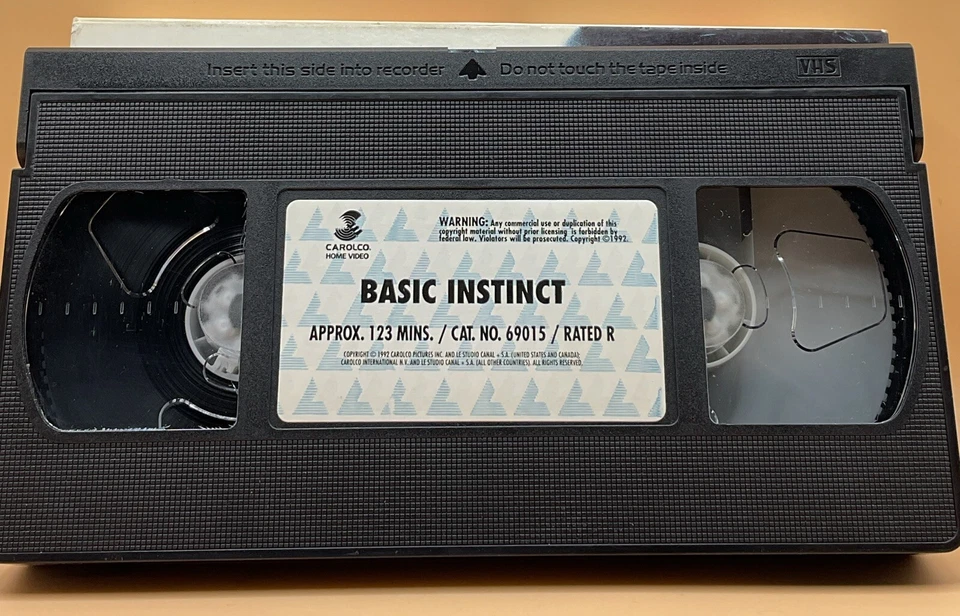 Insert this side into recorder Do not touch the tape inside VHS
CAROLCO
HOME VIDEO
WARNING: Any commercial use or duplication of this
copyright material without prior licensing is forbidden by
federal law. Violators will be prosecuted. Copyright ©1992.
BASIC INSTINCT
APPROX. 123 MINS. / CAT. NO. 69015 / RATED R
COPYRIGHT © 1992 CAROLCO PICTURES INC. AND LE STUDIO CANAL + S.A. (UNITED STATES AND CANADA);
CAROLCO INTERNATIONAL N.V. AND LE STUDIO CANAL + S.A. (ALL OTHER COUNTRIES). ALL RIGHTS RESERVED.